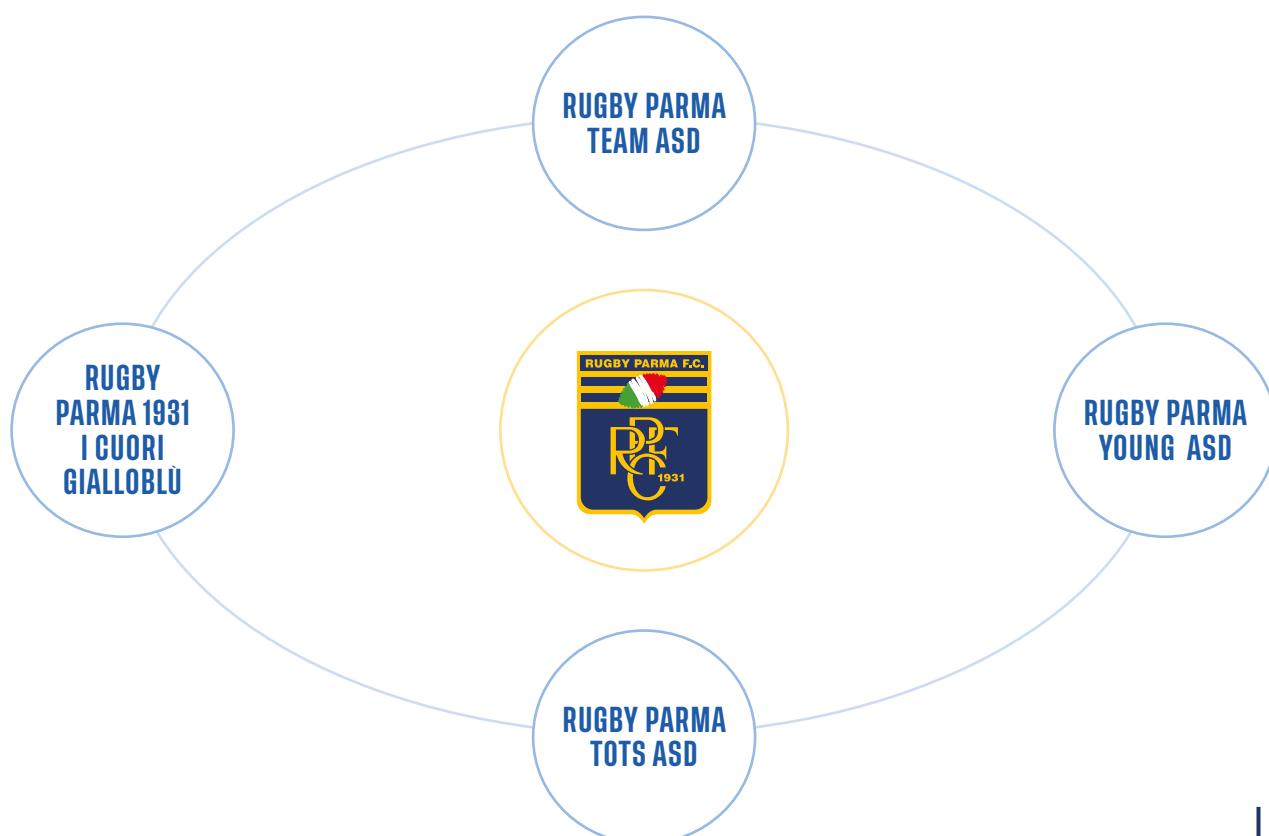 RUGBY PARMA
TEAM ASD
RUGBY
PARMA 1931
I CUORI
GIALLOBLÙ
RUGBY PARMA F.C.
RPFC
1931
RUGBY PARMA
YOUNG ASD
RUGBY PARMA
TOTS ASD